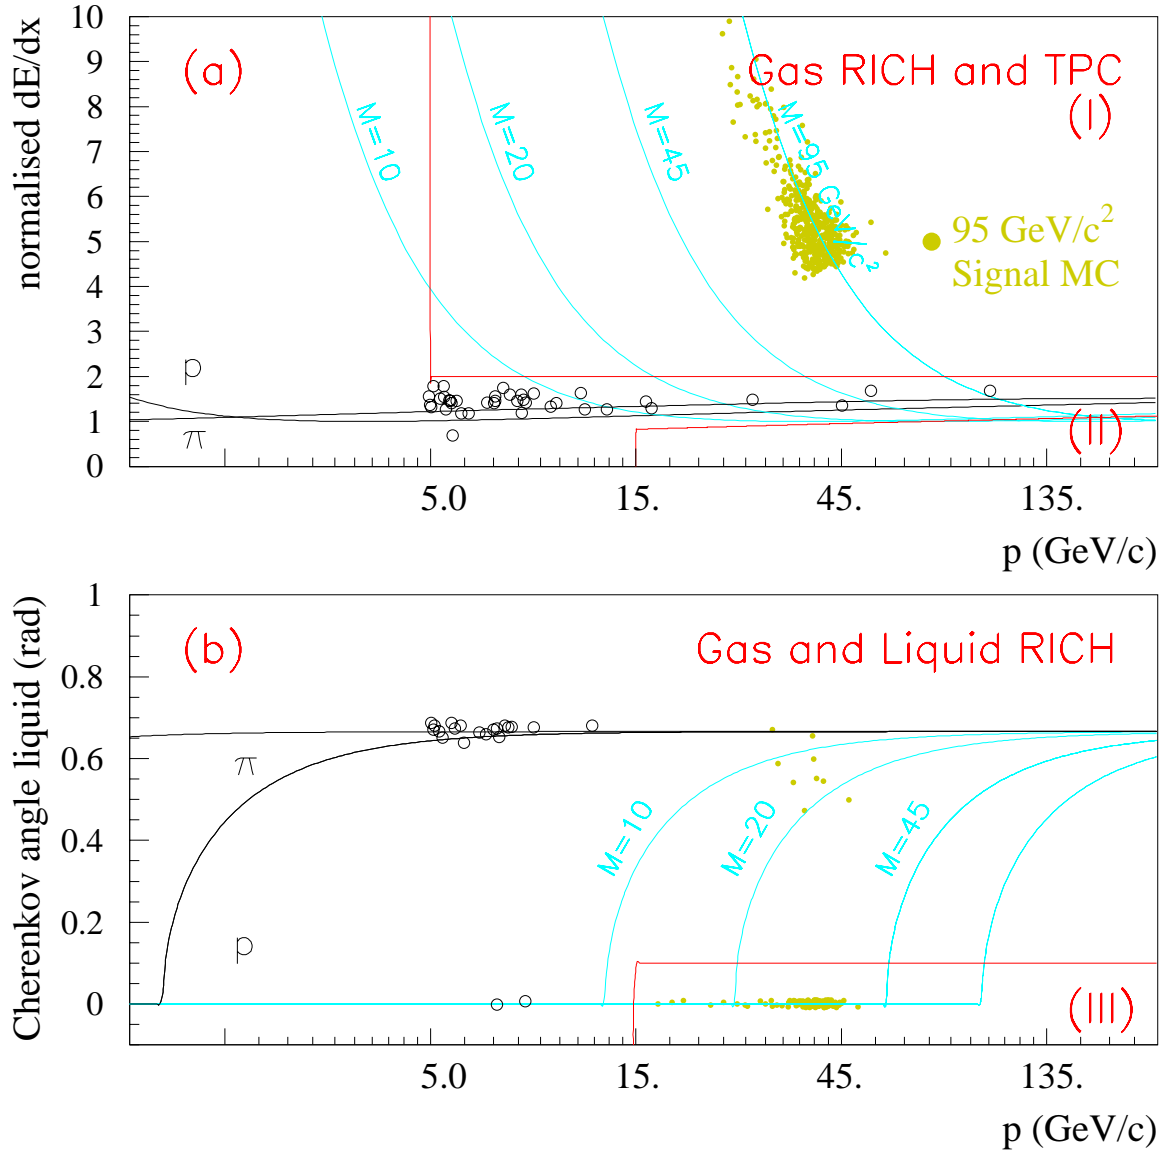 normalised dE/dx
10
9
8
7
6
5
4
3
2
1
0
(a)
Gas RICH and TPC
(I)
M=10
M=20
M=45
M=95 GeV/c²
95 GeV/c²
Signal MC
p
π
(II)
5.0
15.
45.
135.
p (GeV/c)
Cherenkov angle liquid (rad)
1
0.8
0.6
0.4
0.2
0
(b)
Gas and Liquid RICH
π
M=10
M=20
M=45
p
(III)
5.0
15.
45.
135.
p (GeV/c)